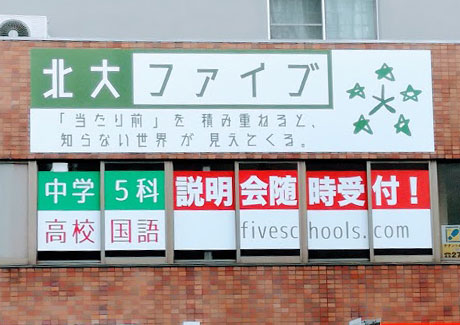 北大ファイブ
大
「当たり前」を 積み重ねると、
知らない世界 が 見えてくる。
中学 5科 説明会随時受付！
高校 国語 fiveschools.com